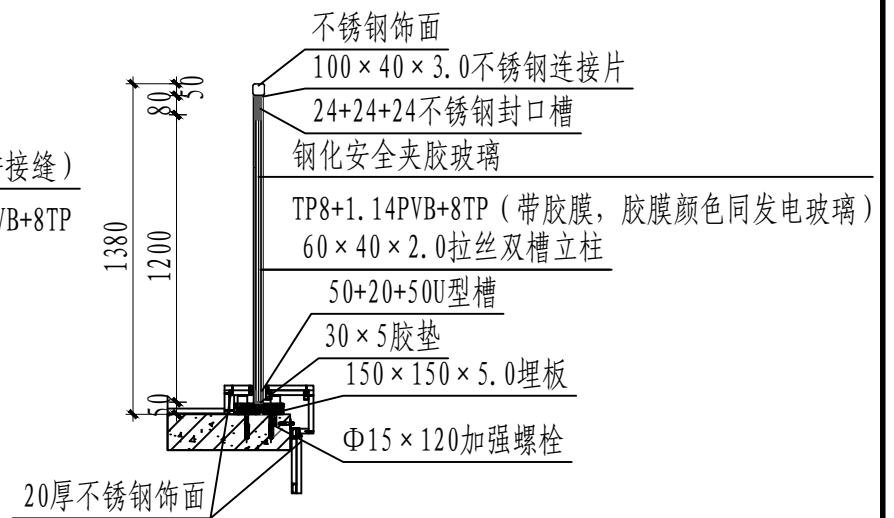 不锈钢饰面
100×40×3.0不锈钢连接片
24+24+24不锈钢封口槽
钢化安全夹胶玻璃
TP8+1.14PVB+8TP（带胶膜，胶膜颜色同发电玻璃）
60×40×2.0拉丝双槽立柱
50+20+50U型槽
30×5胶垫
150×150×5.0埋板
Φ15×120加强螺栓
20厚不锈钢饰面
接缝）
VB+8TP
50
80
1380
1200
50